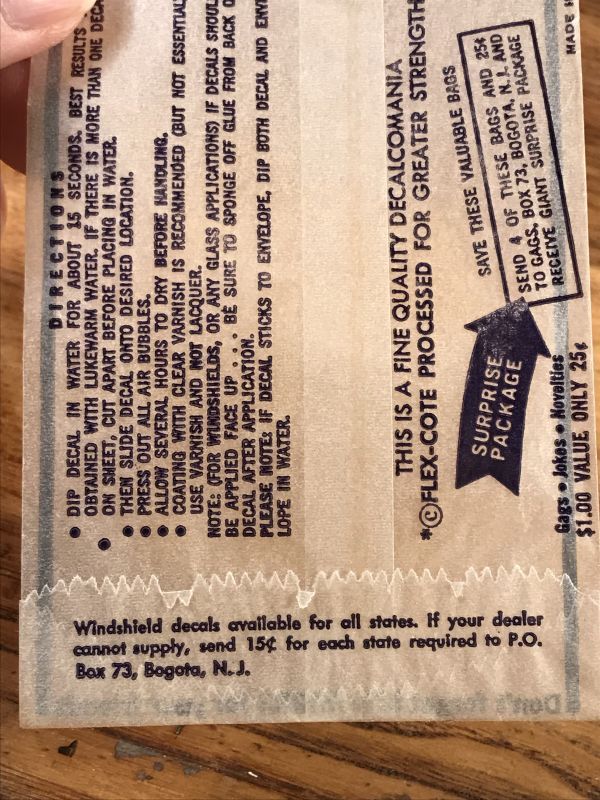 DIRECTIONS
• DIP DECAL IN WATER FOR ABOUT 15 SECONDS. BEST RESULTS
OBTAINED WITH LUKEWARM WATER. IF THERE IS MORE THAN ONE
• ON SHEET, CUT APART BEFORE PLACING IN WATER.
• THEN SLIDE DECAL ONTO DESIRED LOCATION.
• PRESS OUT ALL AIR BUBBLES.
• ALLOW SEVERAL HOURS TO DRY BEFORE HANDLING.
• COATING WITH CLEAR VARNISH IS RECOMMENDED (BUT NOT
USE VARNISH AND NOT LACQUER.
NOTE: (FOR WINDSHIELDS, OR ANY GLASS APPLICATIONS) IF DECALS
BE APPLIED FACE UP . . . BE SURE TO SPONGE OFF GLUE FROM BACK
DECAL AFTER APPLICATION.
PLEASE NOTE: IF DECAL STICKS TO ENVELOPE, DIP BOTH DECAL AND
LOPE IN WATER.
THIS IS A FINE QUALITY DECALCOMANIA
*©FLEX-COTE PROCESSED FOR GREATER STRENGTH
SURPRISE
PACKAGE
SAVE THESE VALUABLE BAGS
SEND 4 OF THESE BAGS AND 25¢
TO GAGS, BOX 73, BOGOTA, N.J. AND
RECEIVE GIANT SURPRISE PACKAGE
Gags • Jokes • Novelties
$1.00 VALUE ONLY 25¢
MADE
Windshield decals available for all states. If your dealer
cannot supply, send 15¢ for each state required to P.O.
Box 73, Bogota, N.J.